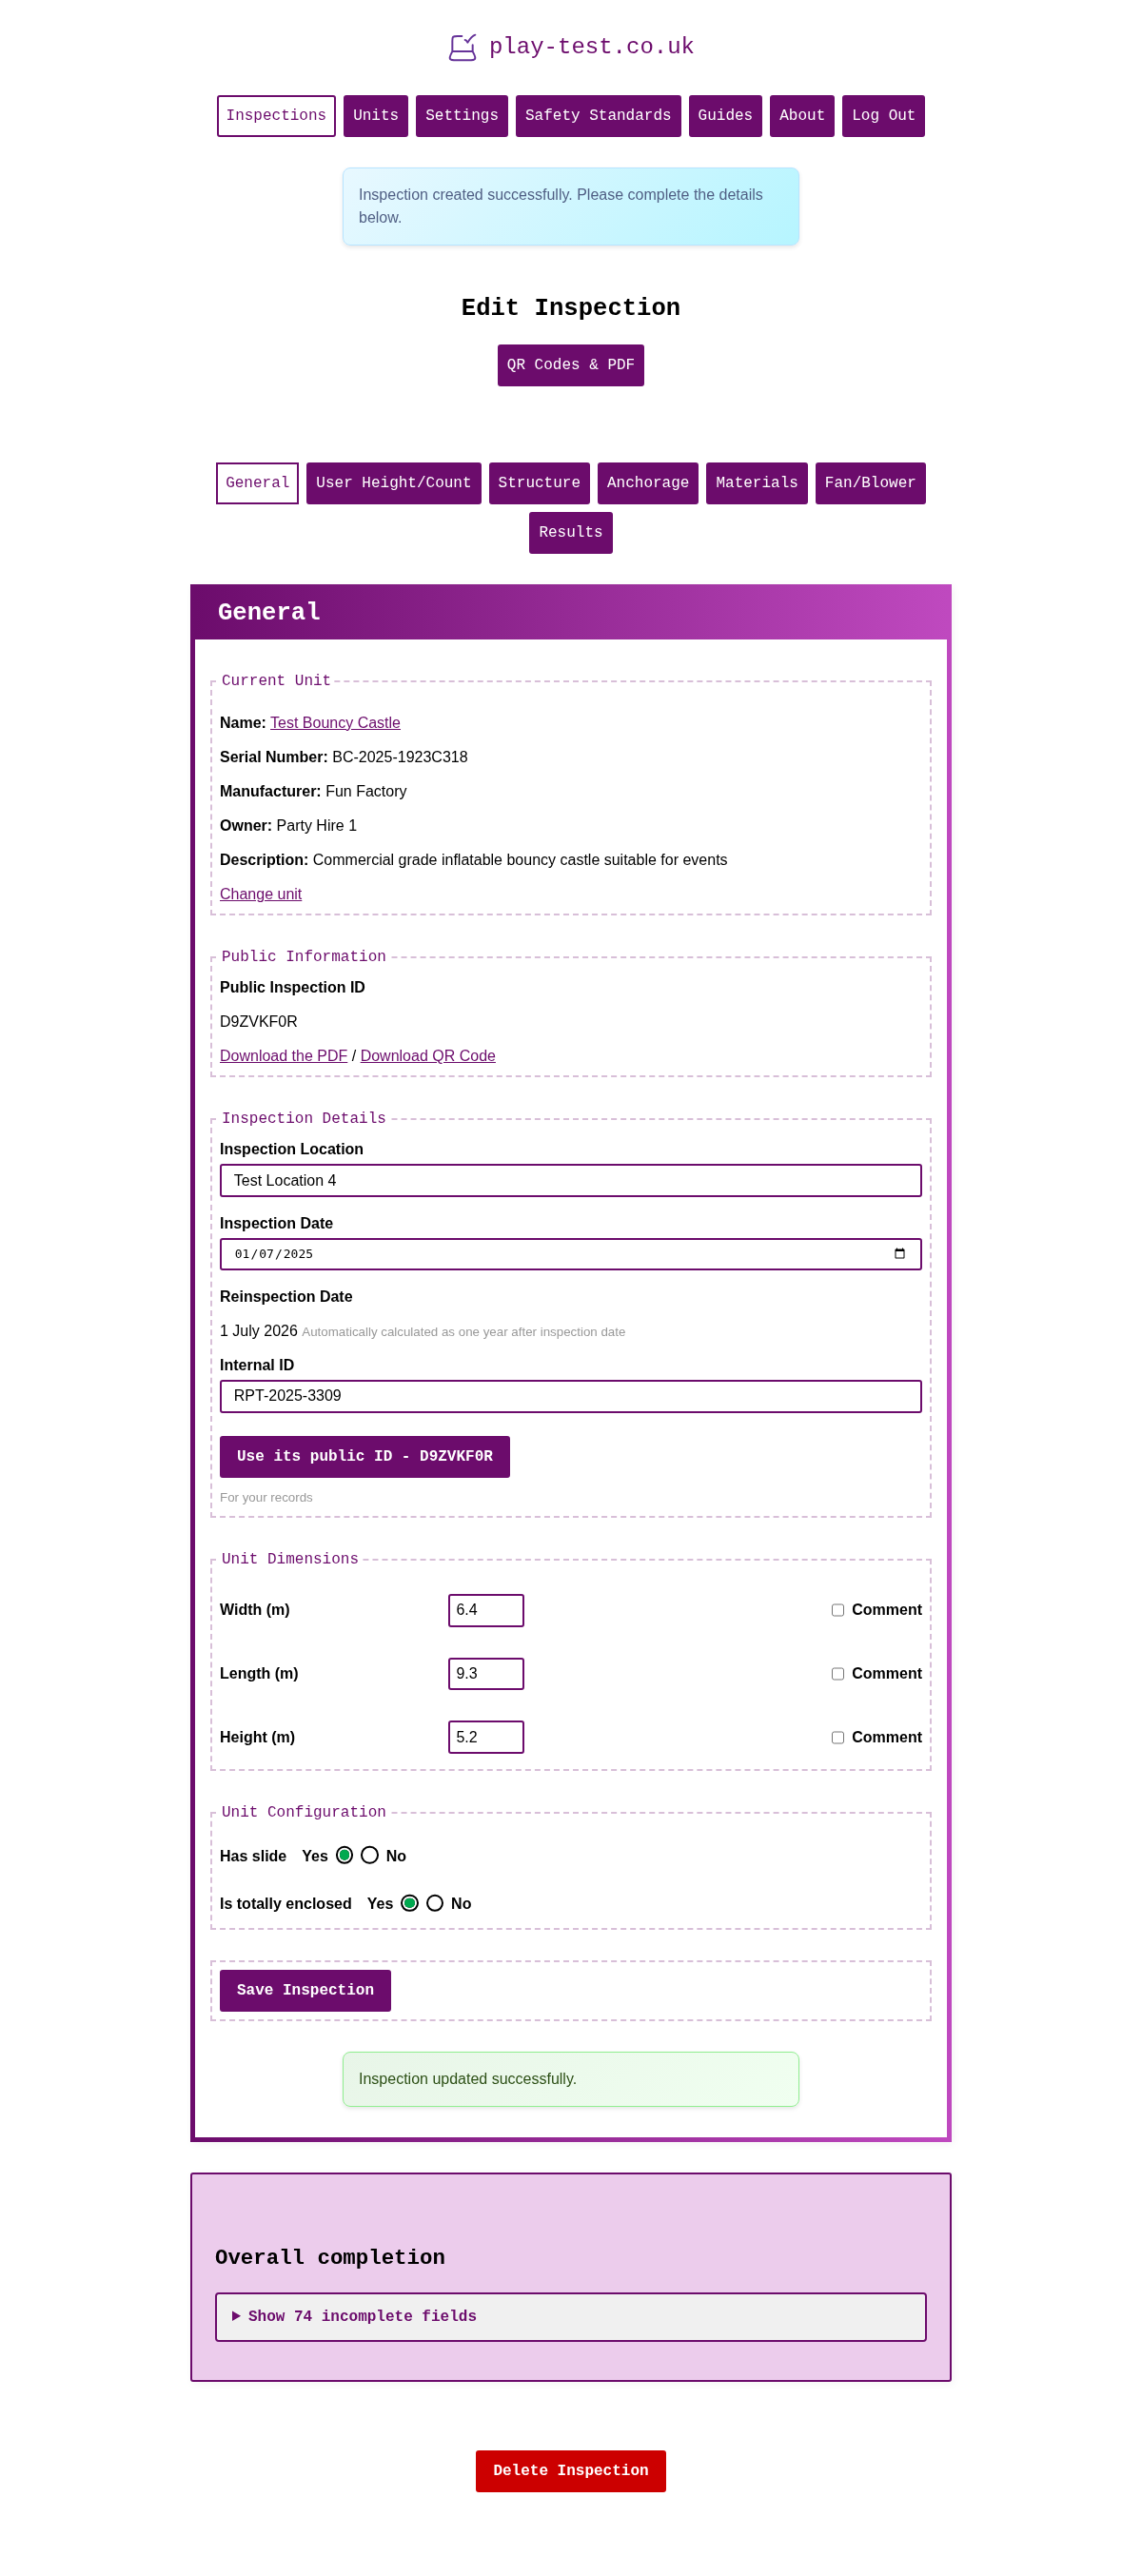 play-test.co.uk
Inspections Units Settings Safety Standards Guides About Log Out
Inspection created successfully. Please complete the details
below.
Edit Inspection
QR Codes & PDF
General User Height/Count Structure Anchorage Materials Fan/Blower
Results
General
Current Unit
Name: Test Bouncy Castle
Serial Number: BC-2025-1923C318
Manufacturer: Fun Factory
Owner: Party Hire 1
Description: Commercial grade inflatable bouncy castle suitable for events
Change unit
Public Information
Public Inspection ID
D9ZVKF0R
Download the PDF / Download QR Code
Inspection Details
Inspection Location
Test Location 4
Inspection Date
01/07/2025
Reinspection Date
1 July 2026 Automatically calculated as one year after inspection date
Internal ID
RPT-2025-3309
Use its public ID - D9ZVKF0R
For your records
Unit Dimensions
Width (m) 6.4 Comment
Length (m) 9.3 Comment
Height (m) 5.2 Comment
Unit Configuration
Has slide Yes No
Is totally enclosed Yes No
Save Inspection
Inspection updated successfully.
Overall completion
Show 74 incomplete fields
Delete Inspection